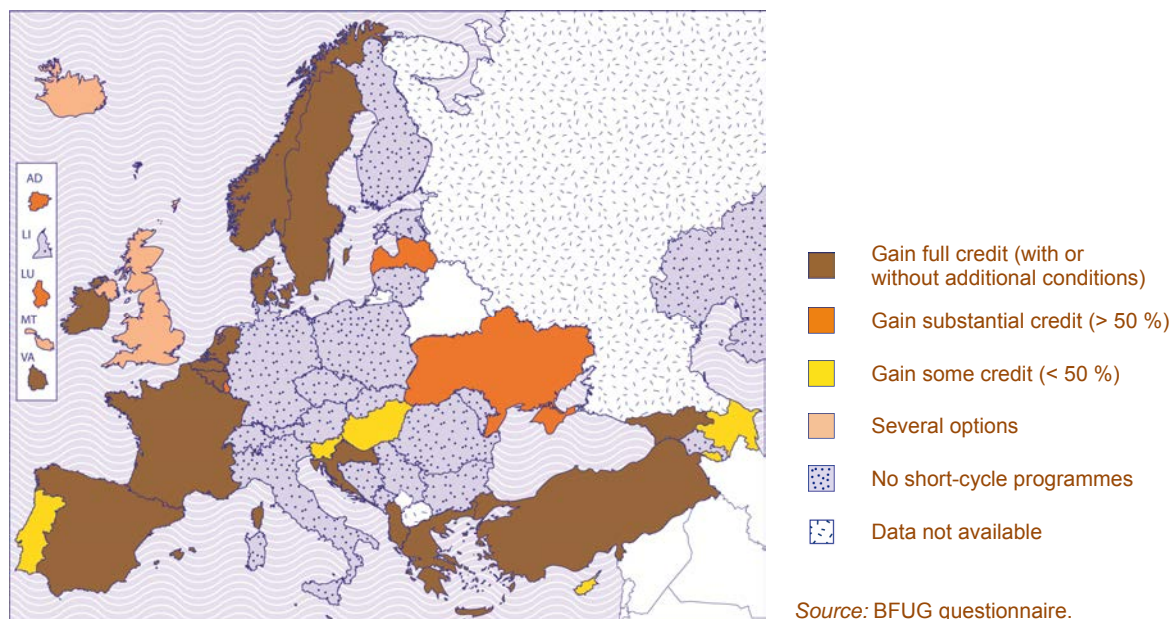 AD
LI
LU
MT
VA
Gain full credit (with or
without additional conditions)
Gain substantial credit (> 50 %)
Gain some credit (< 50 %)
Several options
No short-cycle programmes
Data not available
Source: BFUG questionnaire.